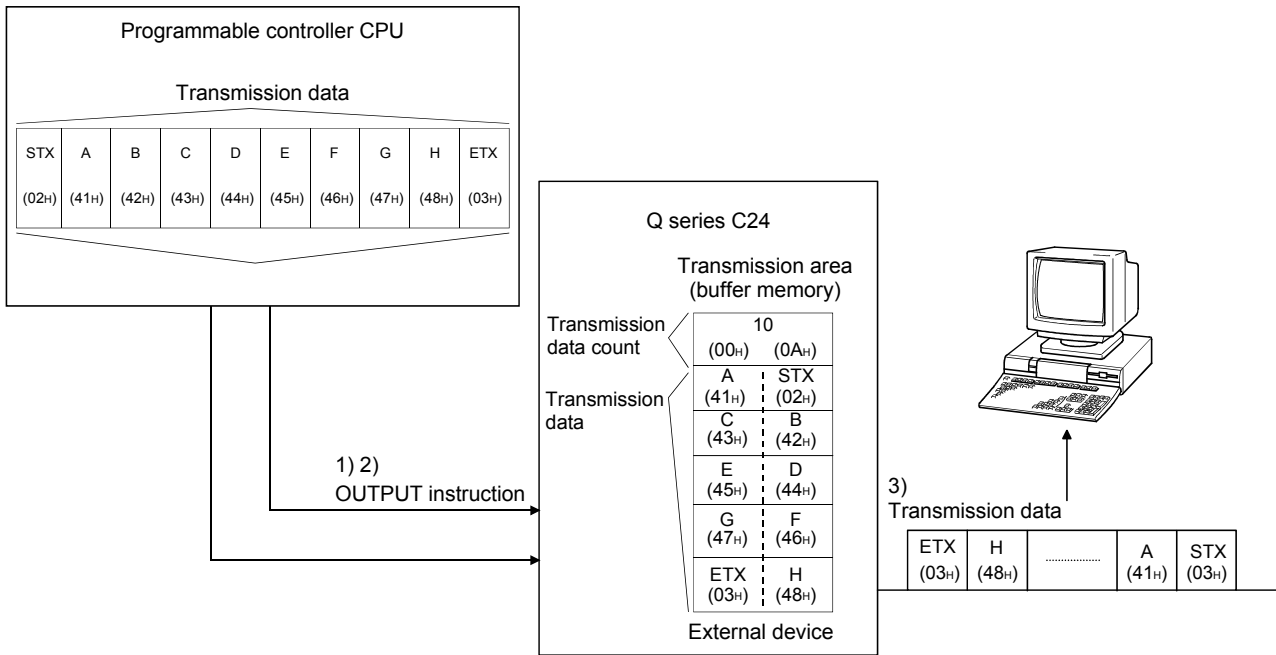 Programmable controller CPU
Transmission data
STX A B C D E F G H ETX
(02H) (41H) (42H) (43H) (44H) (45H) (46H) (47H) (48H) (03H)
Q series C24
Transmission area
(buffer memory)
Transmission
data count
10
(00H) (0AH)
Transmission
data
A STX
(41H) (02H)
C B
(43H) (42H)
E D
(45H) (44H)
G F
(47H) (46H)
ETX H
(03H) (48H)
External device
1) 2)
OUTPUT instruction
3)
Transmission data
ETX H A STX
(03H) (48H) .................. (41H) (03H)